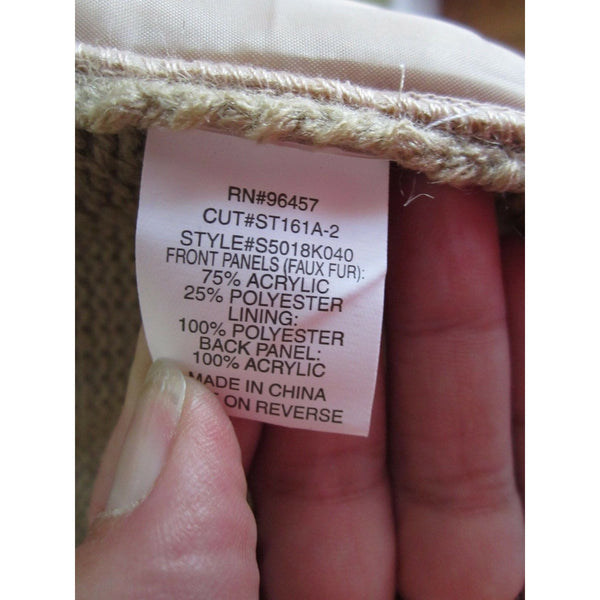 RN#96457
CUT#ST161A-2
STYLE#S5018K040
FRONT PANELS (FAUX FUR):
75% ACRYLIC
25% POLYESTER
LINING:
100% POLYESTER
BACK PANEL:
100% ACRYLIC
MADE IN CHINA
ON REVERSE